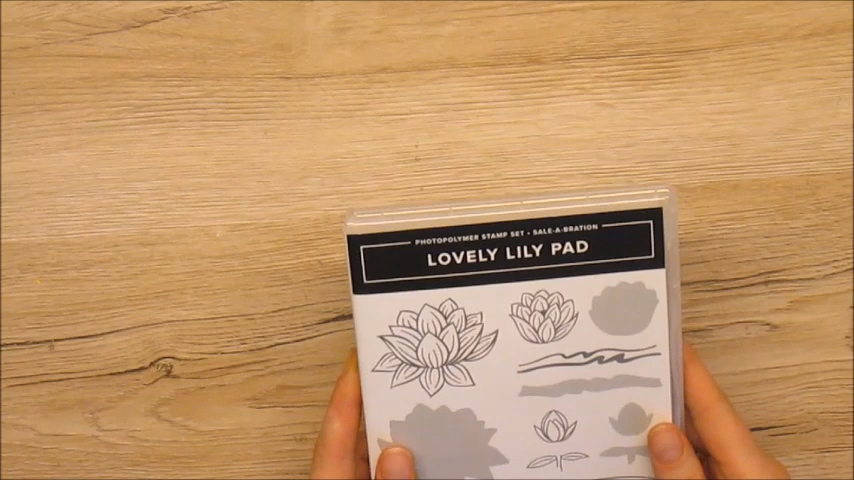 PHOTOPOLYMER STAMP SET • SALE-A-BRATION
LOVELY LILY PAD